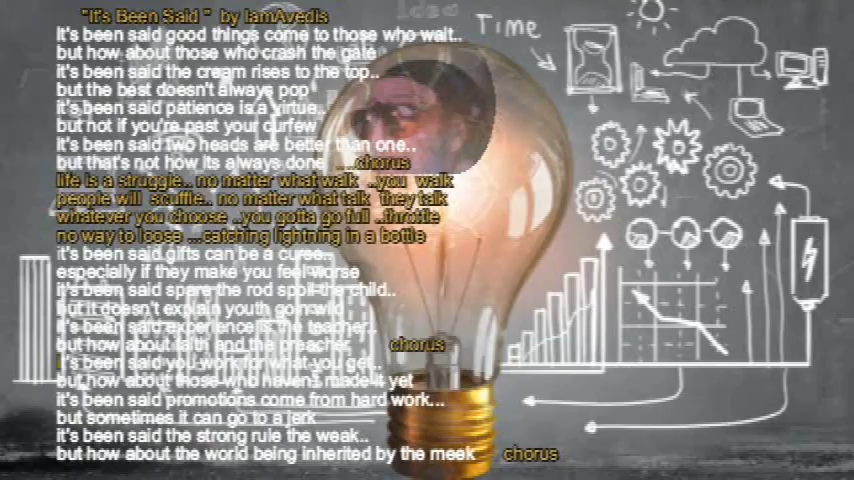 Idea
Time
"It's Been Said "  by IamAvedis
It's been said good things come to those who wait..
but how about those who crash the gate
it's been said the cream rises to the top..
but the best doesn't always pop
it's been said patience is a virtue..
but not if you're past your curfew
it's been said two heads are better than one..
but that's not how its always done ....chorus
life is a struggle.. no matter what walk ..you walk
people will scuffle.. no matter what talk they talk
whatever you choose ..you gotta go full ..throttle
no way to loose ...catching lightning in a bottle
it's been said gifts can be a curse..
especially if they make you feel worse
it's been said spare the rod spoil the child..
but it doesn't explain youth goin wild
it's been said experience is the teacher..
but how about faith and the preacher chorus
it's been said you work for what you get..
but how about those who haven't made it yet
it's been said promotions come from hard work...
but sometimes it can go to a jerk
it's been said the strong rule the weak..
but how about the world being inherited by the meek chorus